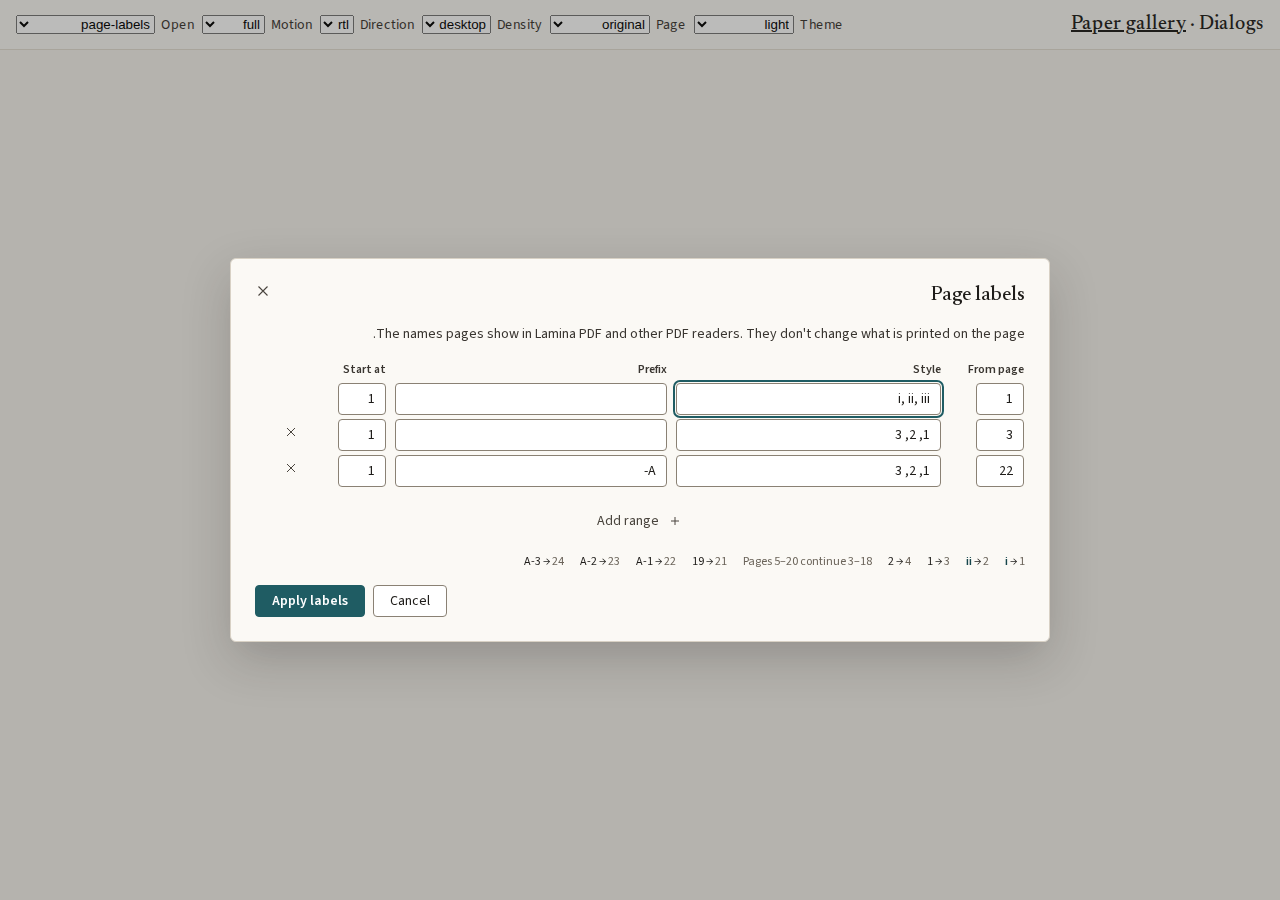 Paper gallery · Dialogs
Theme light Page original Density desktop Direction rtl Motion full Open page-labels
Page labels
The names pages show in Lamina PDF and other PDF readers. They don't change what is printed on the page.
From page Style Prefix Start at
1 i, ii, iii 1
3 1, 2, 3 1
22 1, 2, 3 A- 1
Add range
1→i 2→ii 3→1 4→2 Pages 5–20 continue 3–18 21→19 22→A-1 23→A-2 24→A-3
Cancel Apply labels